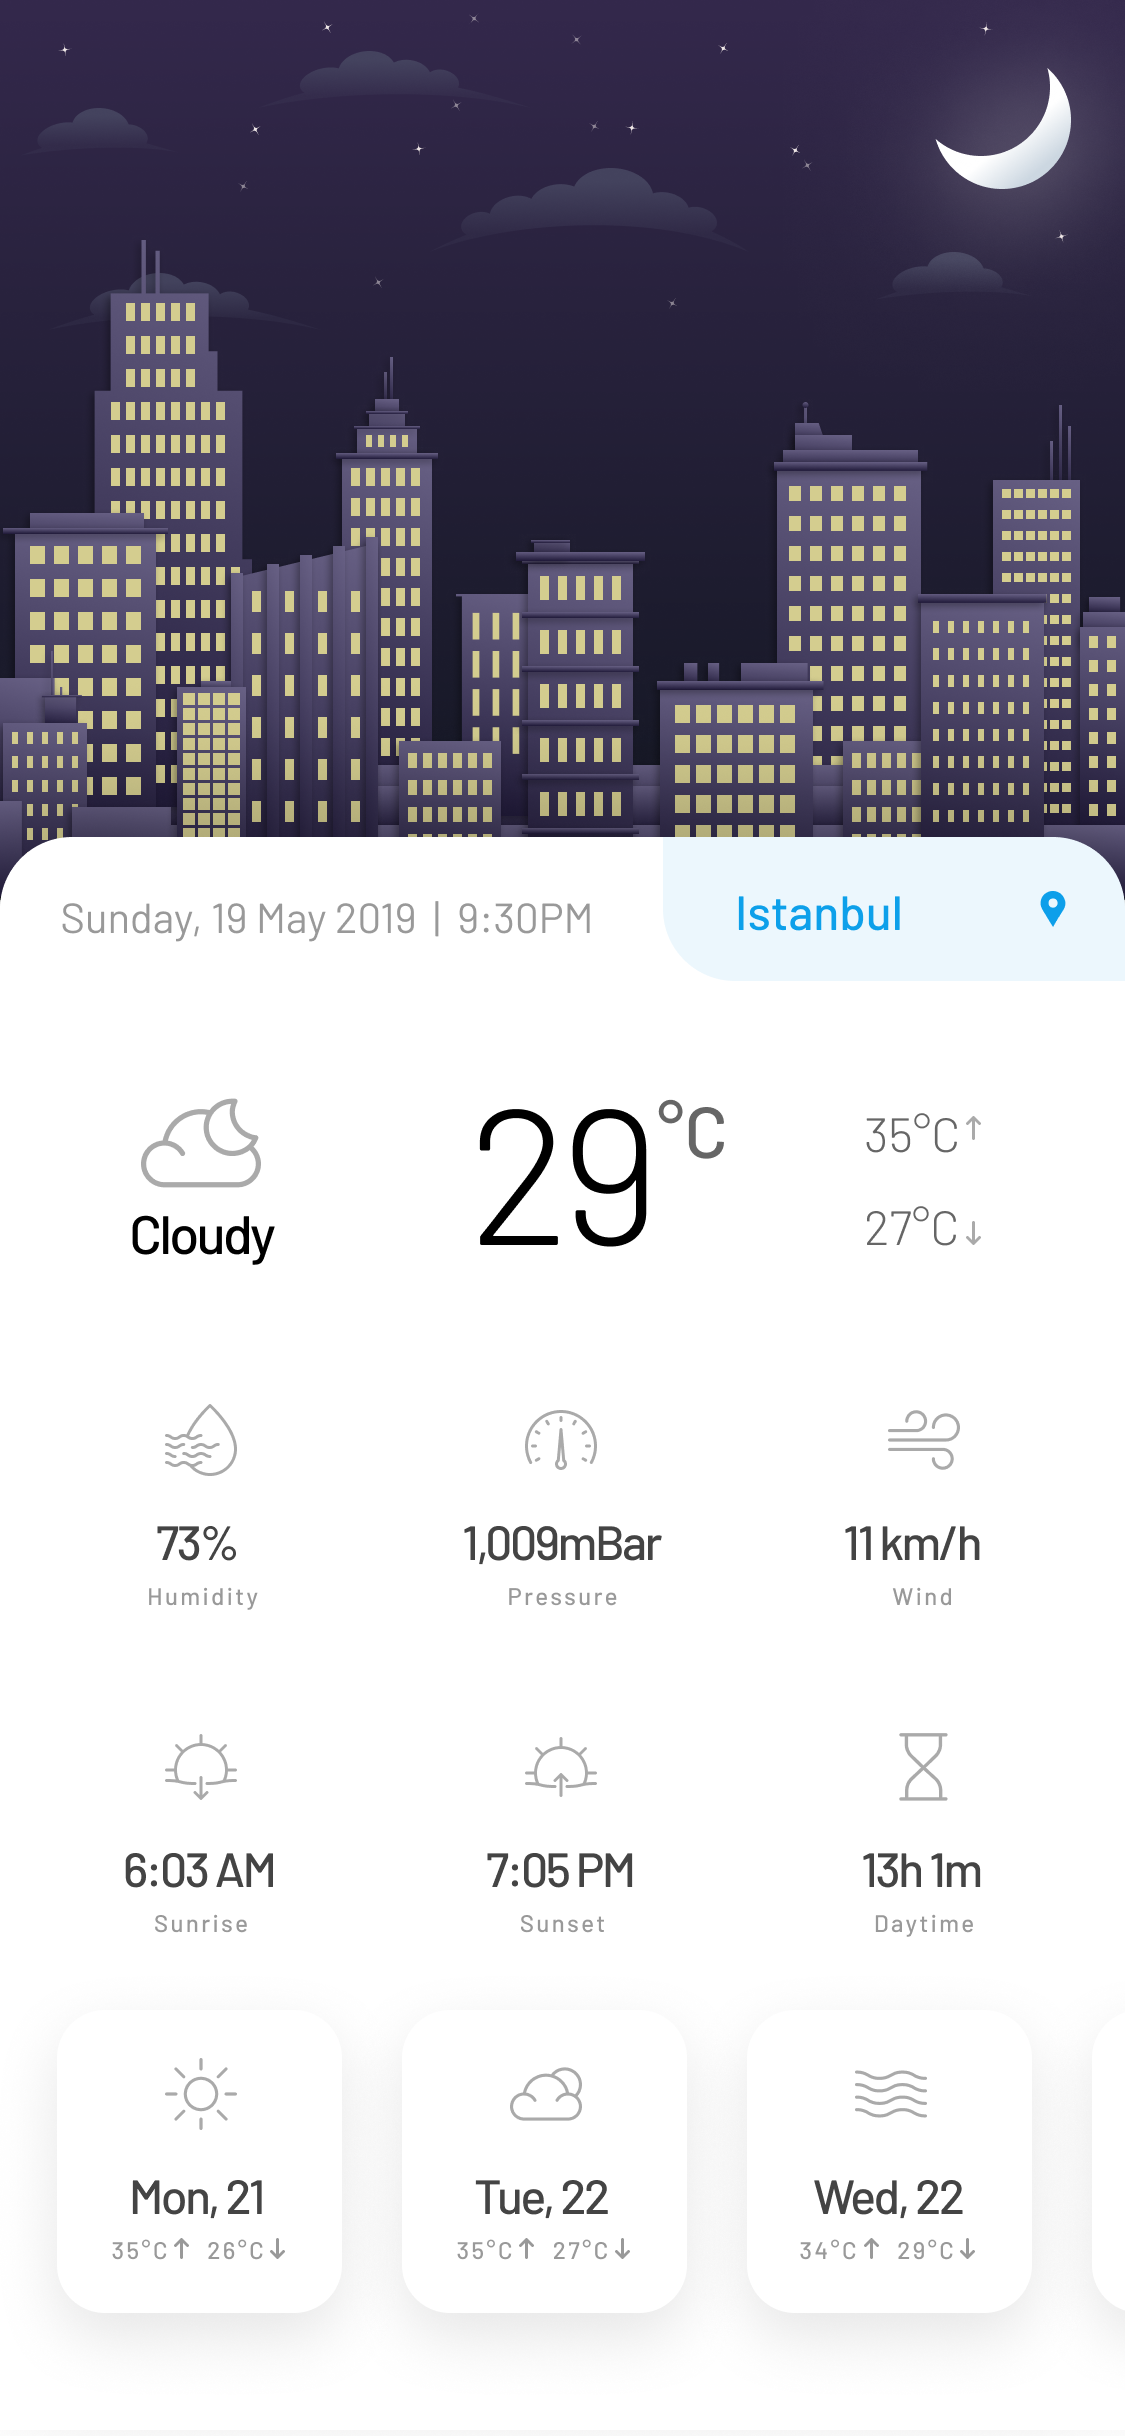 Sunday, 19 May 2019 | 9:30PM
Istanbul
Cloudy
29°C
35°C↑
27°C↓
73%
Humidity
1,009mBar
Pressure
11 km/h
Wind
6:03 AM
Sunrise
7:05 PM
Sunset
13h 1m
Daytime
Mon, 21
35°C↑ 26°C↓
Tue, 22
35°C↑ 27°C↓
Wed, 22
34°C↑ 29°C↓